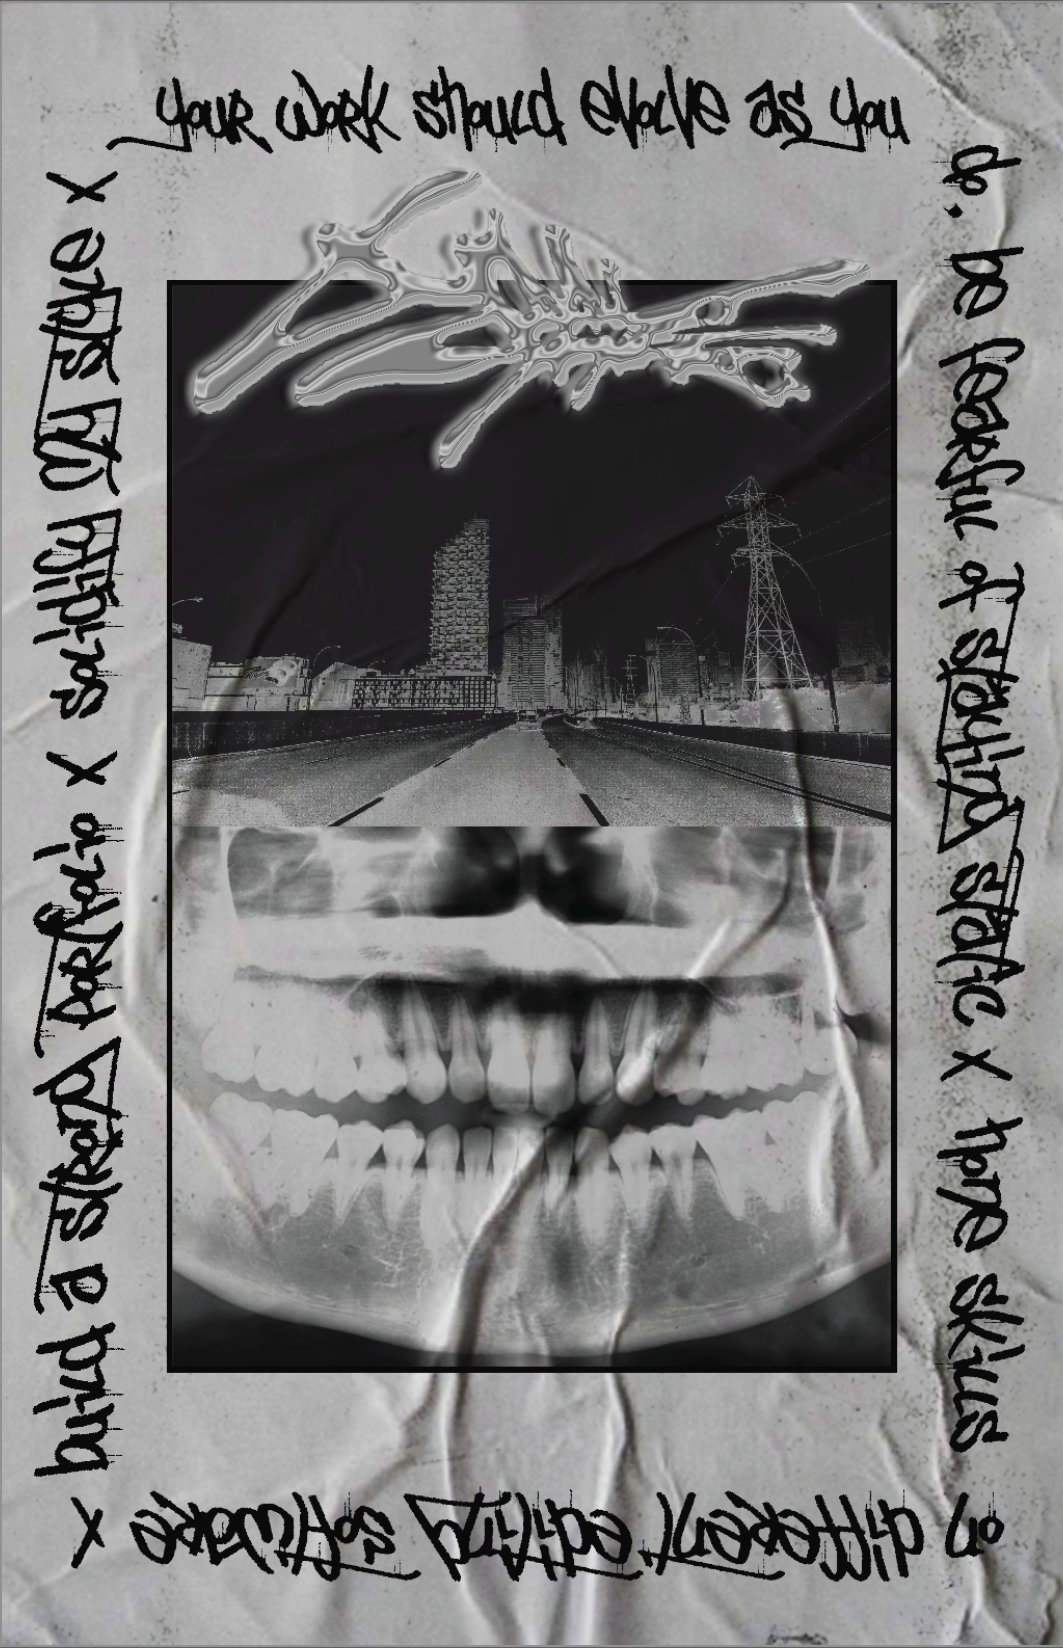 your work should evolve as you
do. be fearful of staying static x hone skills
on different editing software x
build a strong portfolio x solidify my style x